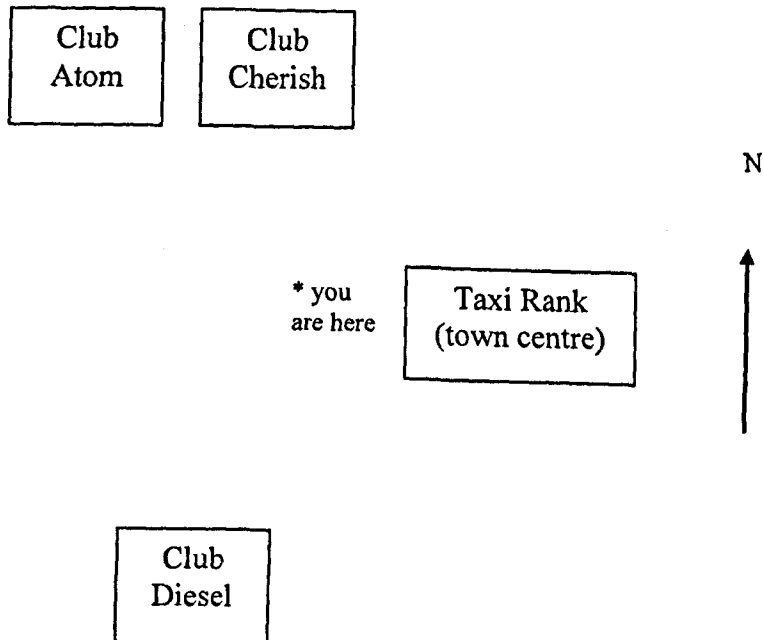 Club
Atom
Club
Cherish
N
* you
are here
Taxi Rank
(town centre)
Club
Diesel